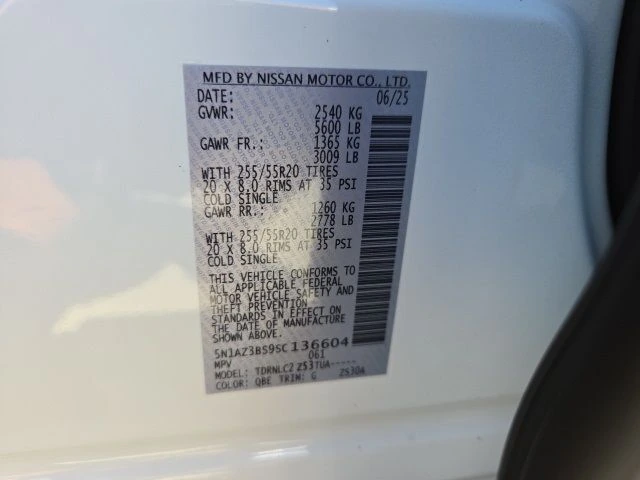 MFD BY NISSAN MOTOR CO., LTD.
DATE: 06/25
GVWR: 2540 KG
5600 LB
GAWR FR.: 1365 KG
3009 LB
WITH 255/55R20 TIRES
20 X 8.0 RIMS AT 35 PSI
COLD SINGLE
GAWR RR.: 1260 KG
2778 LB
WITH 255/55R20 TIRES
20 X 8.0 RIMS AT 35 PSI
COLD SINGLE
THIS VEHICLE CONFORMS TO
ALL APPLICABLE FEDERAL
MOTOR VEHICLE SAFETY AND
THEFT PREVENTION
STANDARDS IN EFFECT ON
THE DATE OF MANUFACTURE
SHOWN ABOVE.
5N1AZ3BS9SC136604
MPV 061
MODEL: TDRNLC2 Z53TUA-----
COLOR: QBE TRIM: G ZS30A